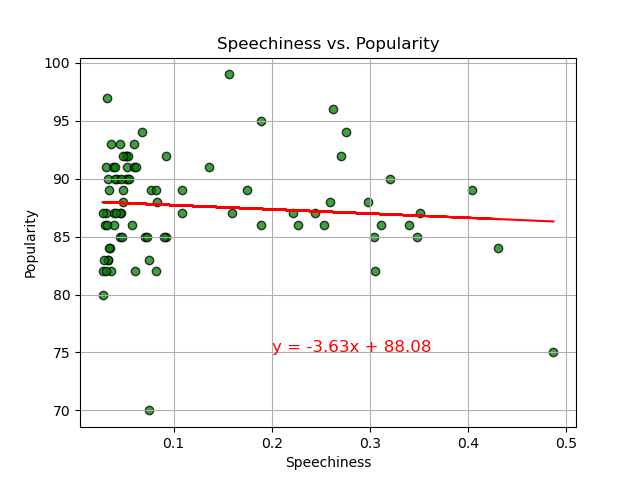 Speechiness vs. Popularity
100
95
90
85
80
75
70
Popularity
y = -3.63x + 88.08
0.1 0.2 0.3 0.4 0.5
Speechiness